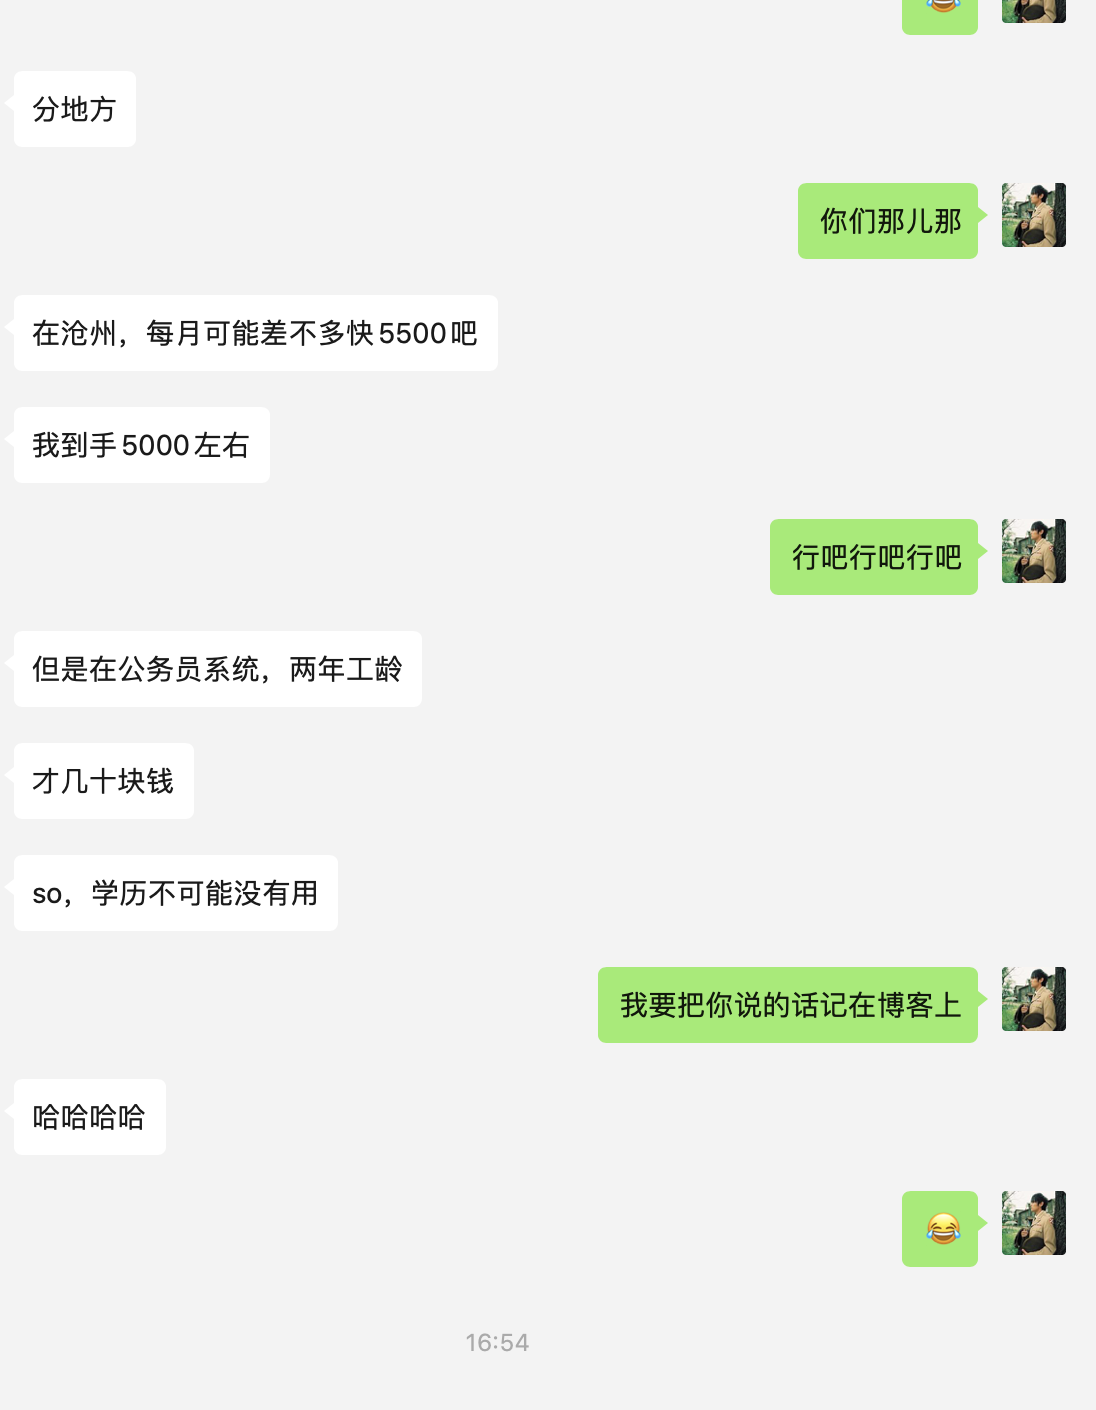 😂
分地方
你们那儿那
在沧州，每月可能差不多快5500吧
我到手5000左右
行吧行吧行吧
但是在公务员系统，两年工龄
才几十块钱
so，学历不可能没有用
我要把你说的话记在博客上
哈哈哈哈
😂
16:54